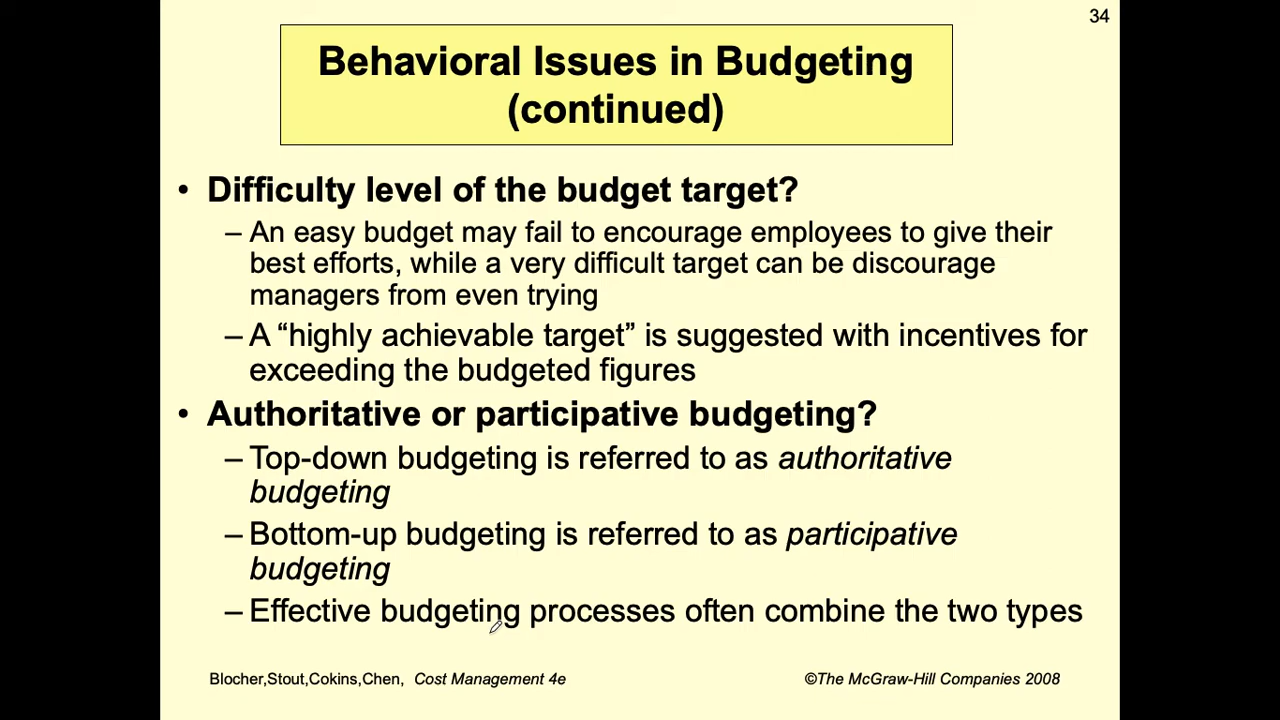 34
Behavioral Issues in Budgeting
(continued)
• Difficulty level of the budget target?
– An easy budget may fail to encourage employees to give their
best efforts, while a very difficult target can be discourage
managers from even trying
– A “highly achievable target” is suggested with incentives for
exceeding the budgeted figures
• Authoritative or participative budgeting?
– Top-down budgeting is referred to as authoritative
budgeting
– Bottom-up budgeting is referred to as participative
budgeting
– Effective budgeting processes often combine the two types
Blocher,Stout,Cokins,Chen, Cost Management 4e ©The McGraw-Hill Companies 2008